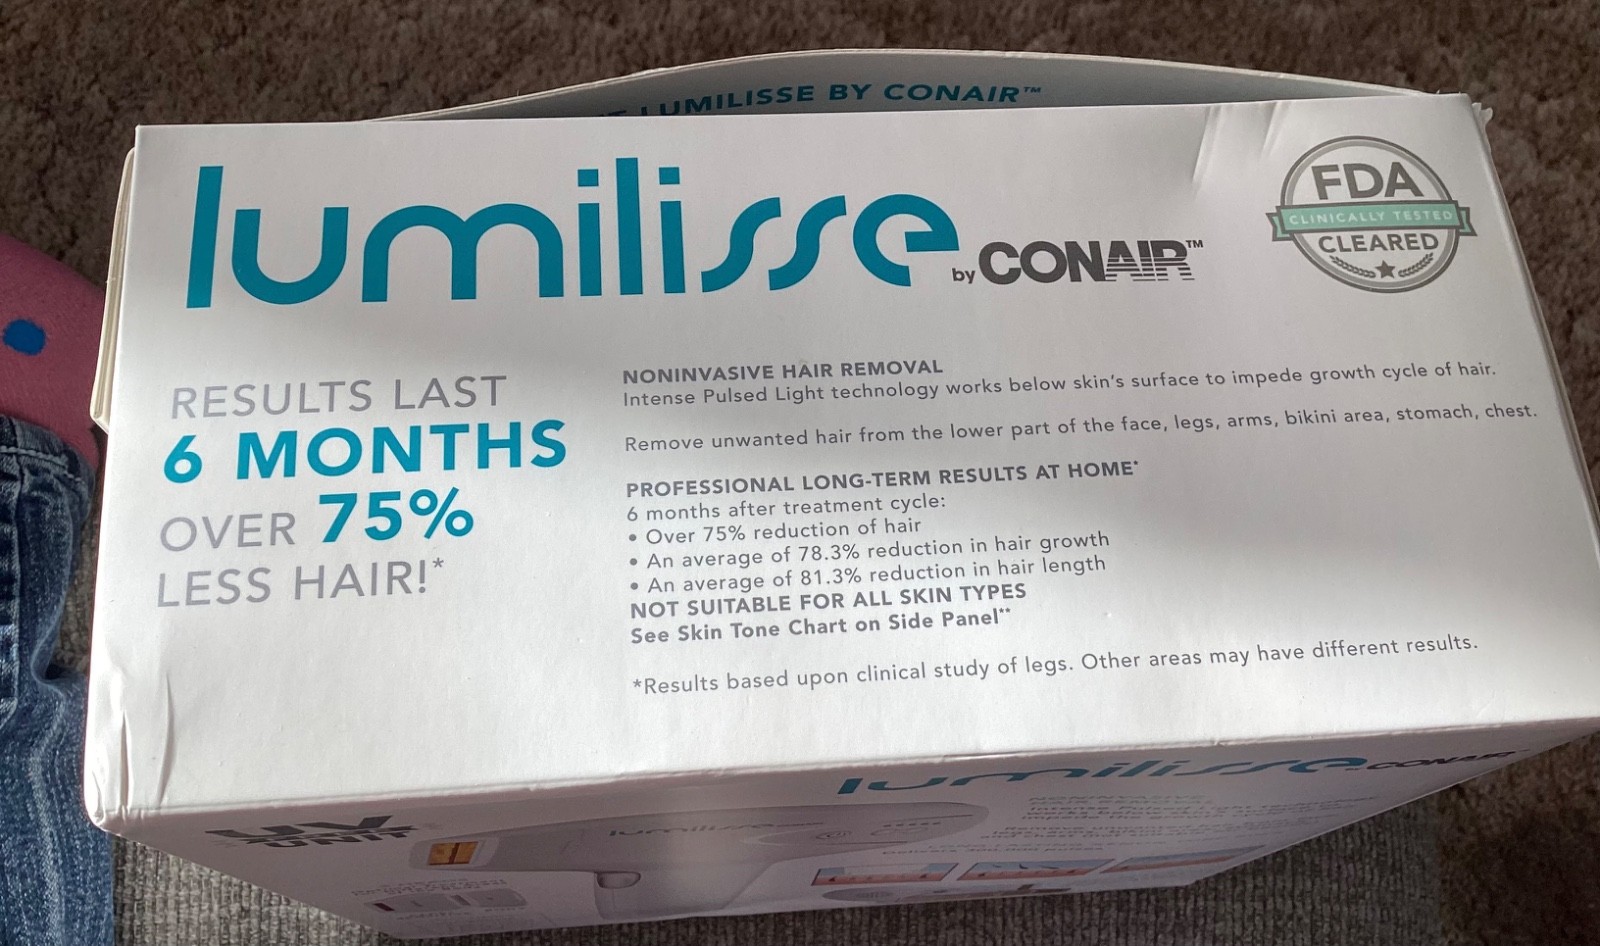 LUMILISSE BY CONAIR™
lumilisse by CONAIR™
FDA
CLINICALLY TESTED
CLEARED
RESULTS LAST
6 MONTHS
OVER 75%
LESS HAIR!*
NONINVASIVE HAIR REMOVAL
Intense Pulsed Light technology works below skin's surface to impede growth cycle of hair.
Remove unwanted hair from the lower part of the face, legs, arms, bikini area, stomach, chest.
PROFESSIONAL LONG-TERM RESULTS AT HOME*
6 months after treatment cycle:
• Over 75% reduction of hair
• An average of 78.3% reduction in hair growth
• An average of 81.3% reduction in hair length
NOT SUITABLE FOR ALL SKIN TYPES
See Skin Tone Chart on Side Panel**
*Results based upon clinical study of legs. Other areas may have different results.
lumilisse CONAIR
NONINVASIVE
HAIR REMOVAL
lumilisse